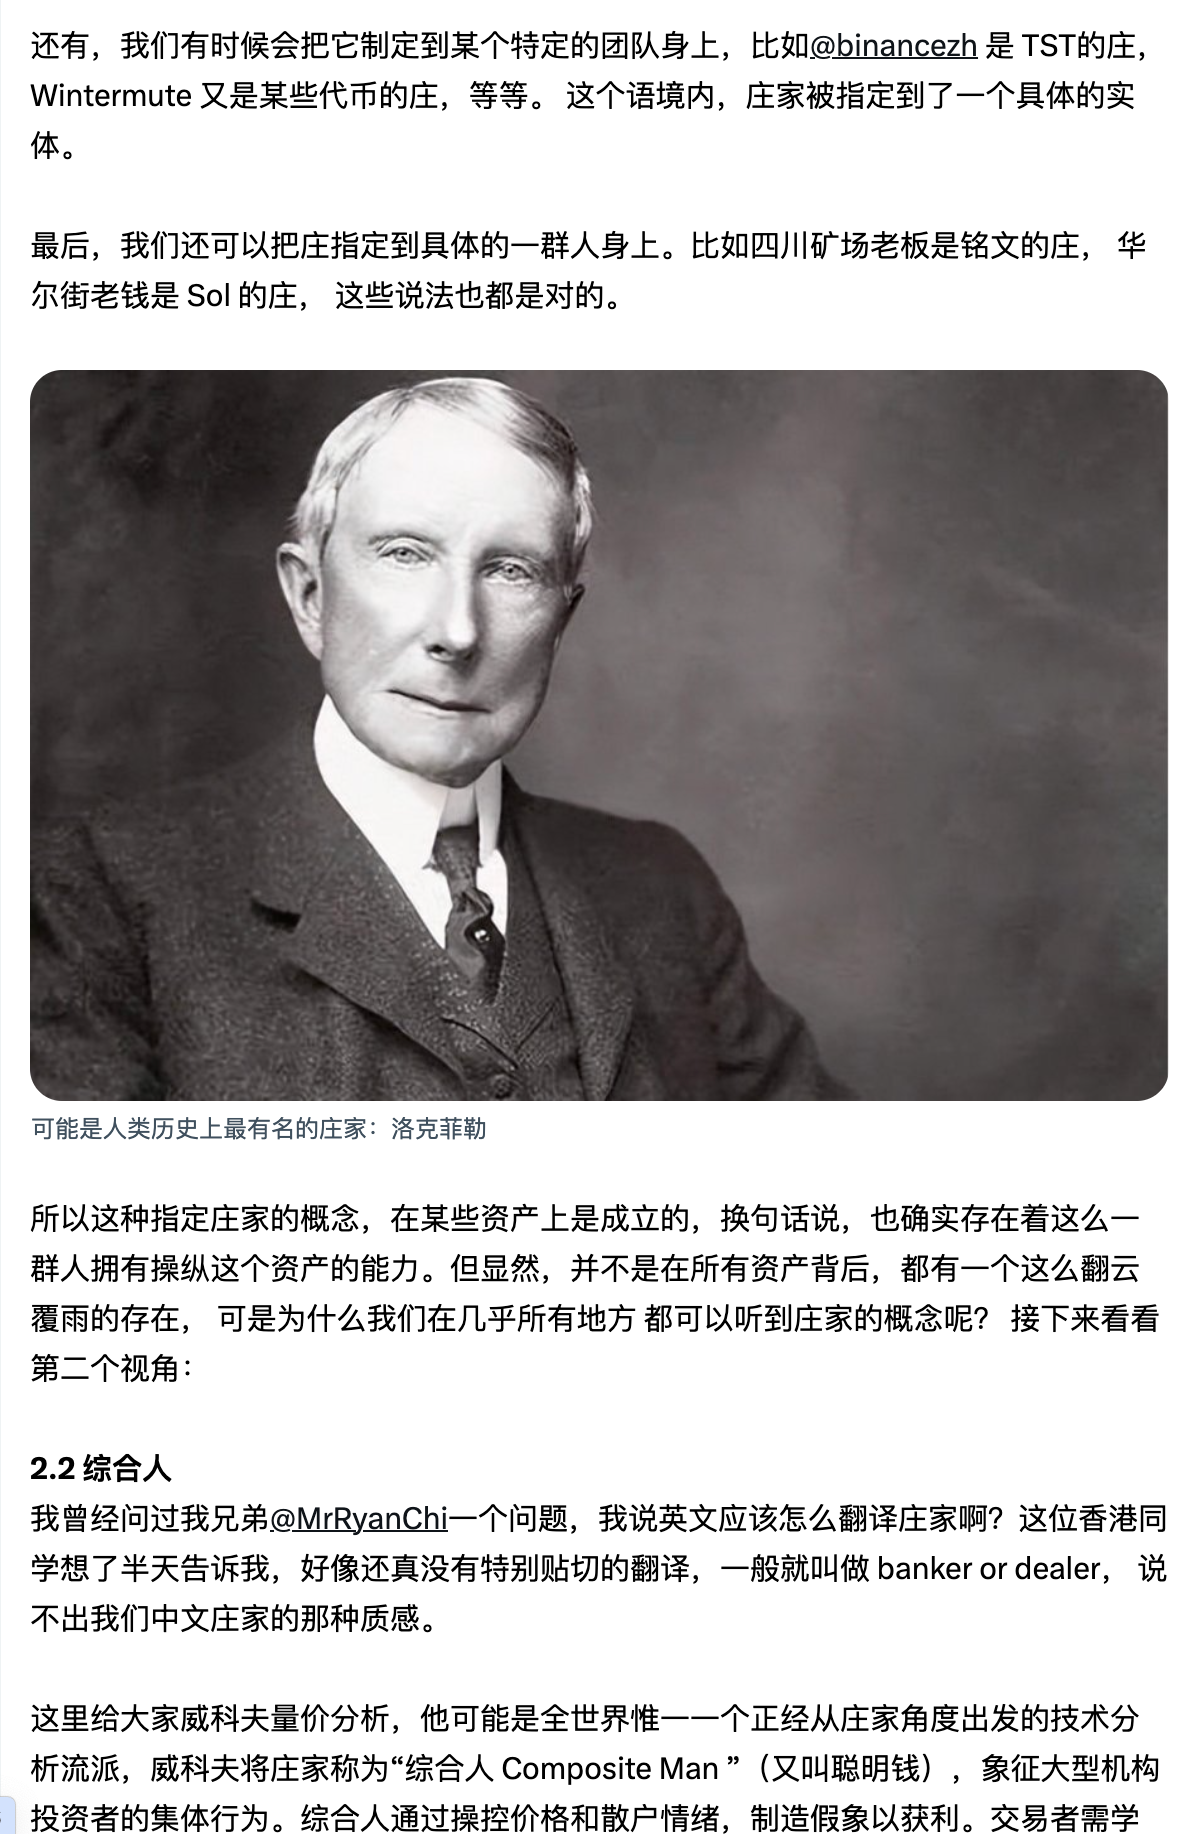 还有，我们有时候会把它制定到某个特定的团队身上，比如@binancezh 是 TST的庄，
Wintermute 又是某些代币的庄，等等。 这个语境内，庄家被指定到了一个具体的实
体。
最后，我们还可以把庄指定到具体的一群人身上。比如四川矿场老板是铭文的庄， 华
尔街老钱是 Sol 的庄， 这些说法也都是对的。
可能是人类历史上最有名的庄家：洛克菲勒
所以这种指定庄家的概念，在某些资产上是成立的，换句话说，也确实存在着这么一
群人拥有操纵这个资产的能力。但显然，并不是在所有资产背后，都有一个这么翻云
覆雨的存在， 可是为什么我们在几乎所有地方 都可以听到庄家的概念呢？ 接下来看看
第二个视角：
2.2 综合人
我曾经问过我兄弟@MrRyanChi一个问题，我说英文应该怎么翻译庄家啊？这位香港同
学想了半天告诉我，好像还真没有特别贴切的翻译，一般就叫做 banker or dealer， 说
不出我们中文庄家的那种质感。
这里给大家威科夫量价分析，他可能是全世界惟一一个正经从庄家角度出发的技术分
析流派，威科夫将庄家称为“综合人 Composite Man ”（又叫聪明钱），象征大型机构
投资者的集体行为。综合人通过操控价格和散户情绪，制造假象以获利。交易者需学